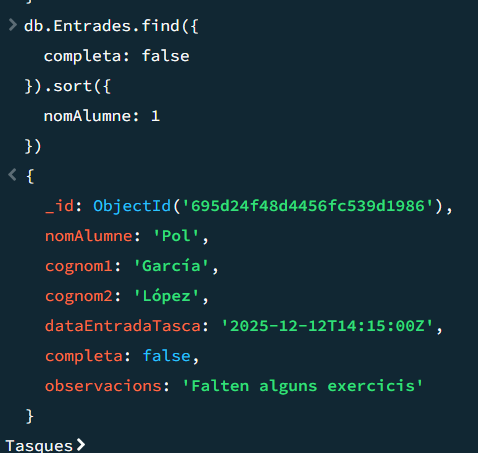 > db.Entrades.find({
completa: false
}).sort({
nomAlumne: 1
})
< {
_id: ObjectId('695d24f48d4456fc539d1986'),
nomAlumne: 'Pol',
cognom1: 'García',
cognom2: 'López',
dataEntradaTasca: '2025-12-12T14:15:00Z',
completa: false,
observacions: 'Falten alguns exercicis'
}
Tasques>